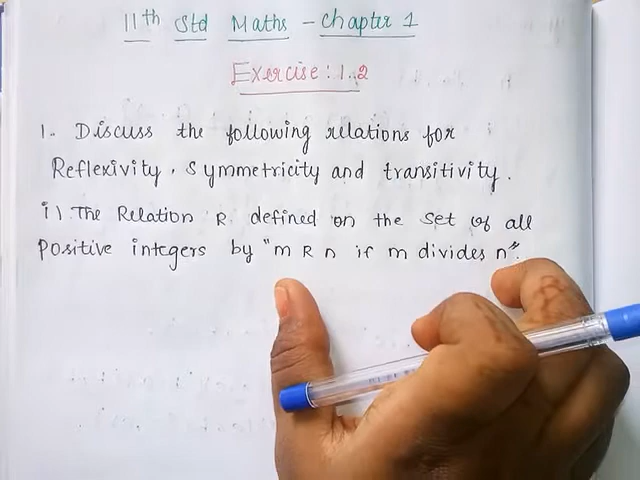 11th Std Maths - Chapter 1
Exercise: 1.2
1. Discuss the following relations for
Reflexivity, Symmetricity and transitivity.
i) The Relation R defined on the set of all
positive integers by "m R n if m divides n".